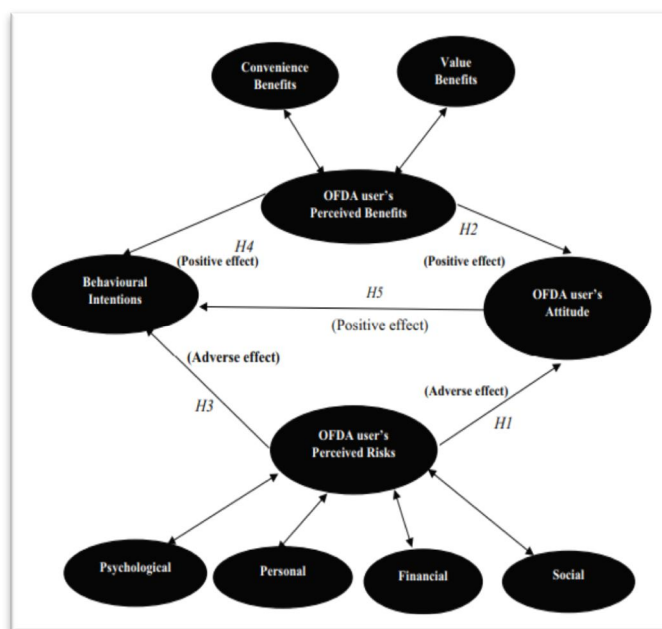 Convenience
Benefits
Value
Benefits
OFDA user's
Perceived Benefits
H4
(Positive effect)
H2
(Positive effect)
Behavioural
Intentions
H5
(Positive effect)
OFDA user's
Attitude
(Adverse effect)
H3
(Adverse effect)
H1
OFDA user's
Perceived Risks
Psychological
Personal
Financial
Social